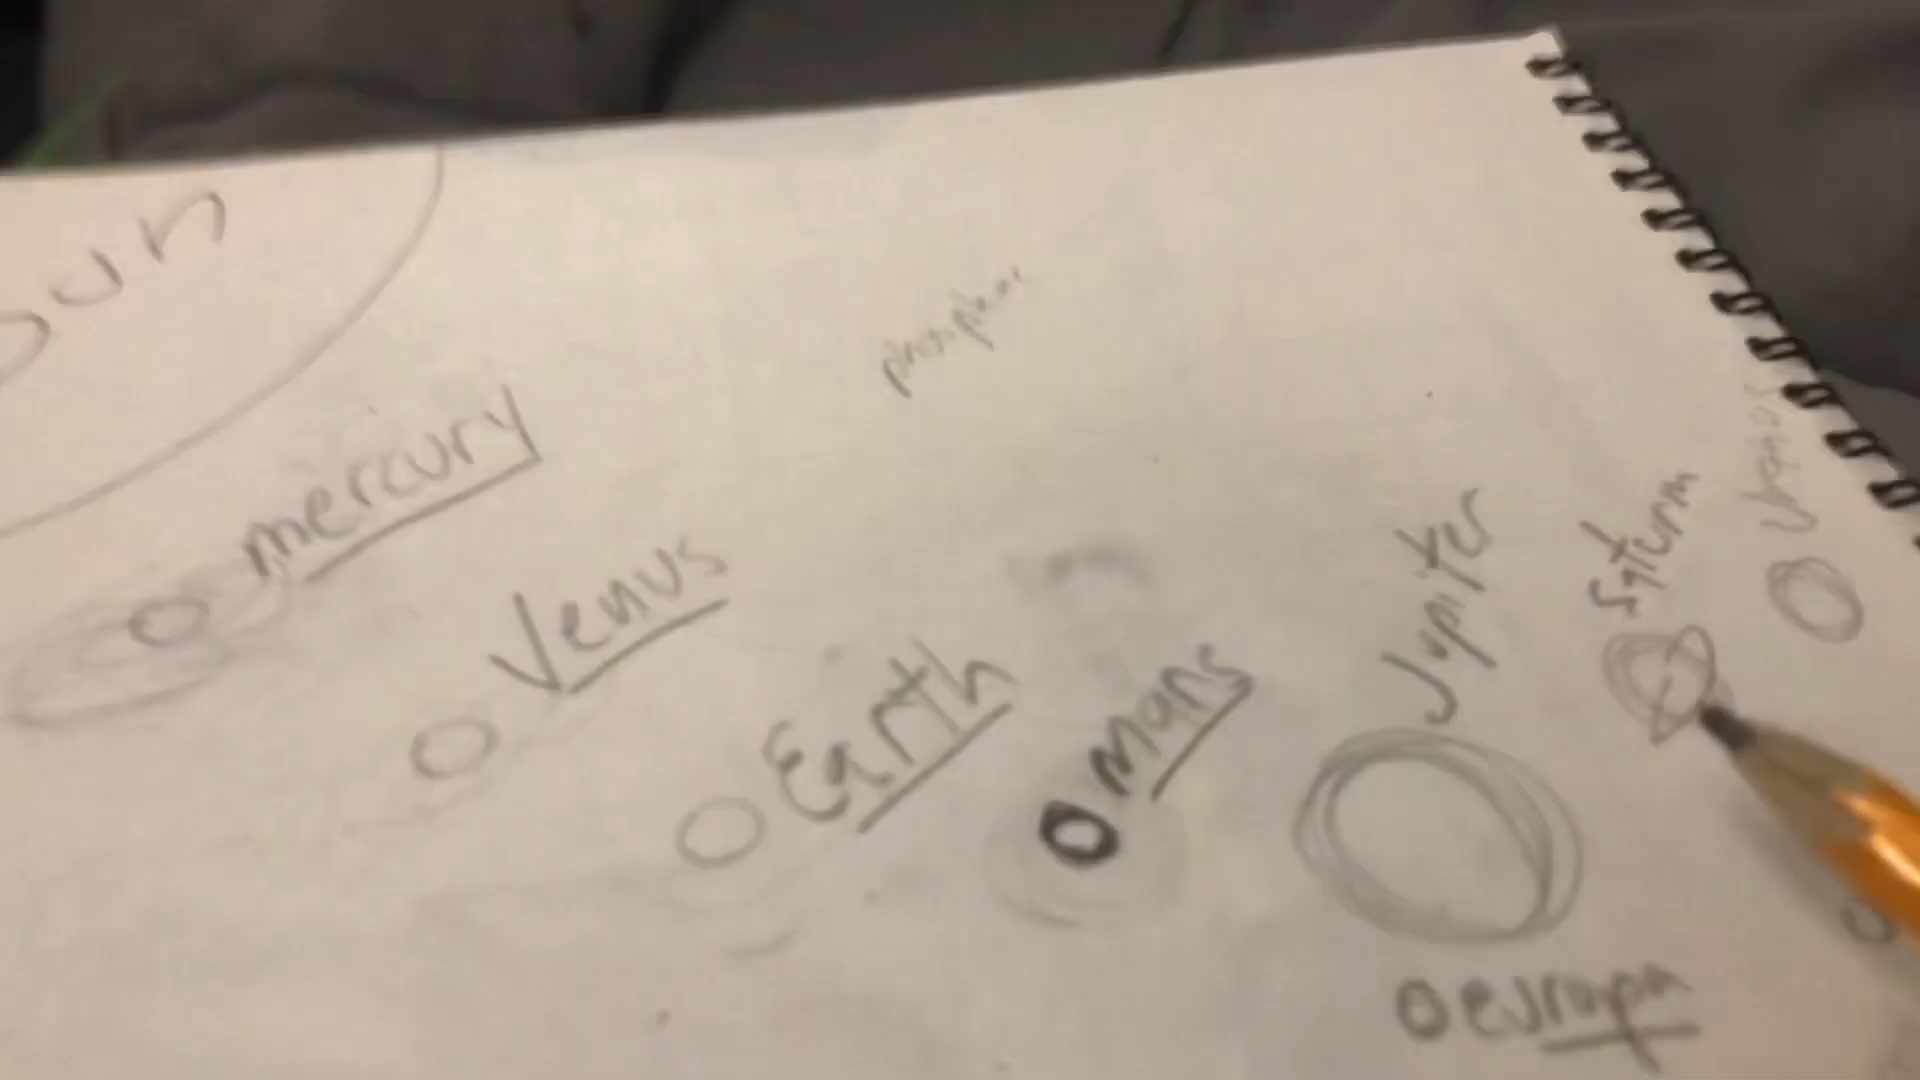 Sun
mercury
Venus
Earth
mars
Jupiter
Saturn
europa